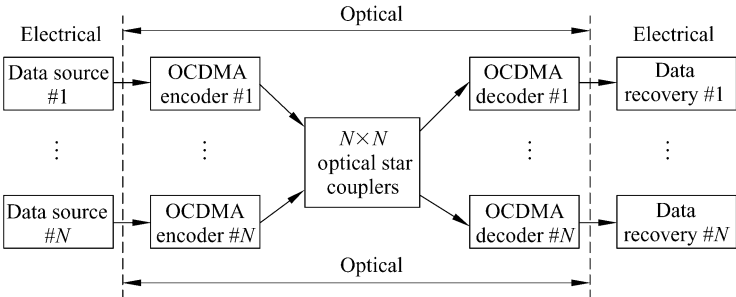 Optical
Electrical
Electrical
Data source
#1
OCDMA
encoder #1
OCDMA
decoder #1
Data
recovery #1
N×N
optical star
couplers
⋮
⋮
⋮
⋮
Data source
#N
OCDMA
encoder #N
OCDMA
decoder #N
Data
recovery #N
Optical